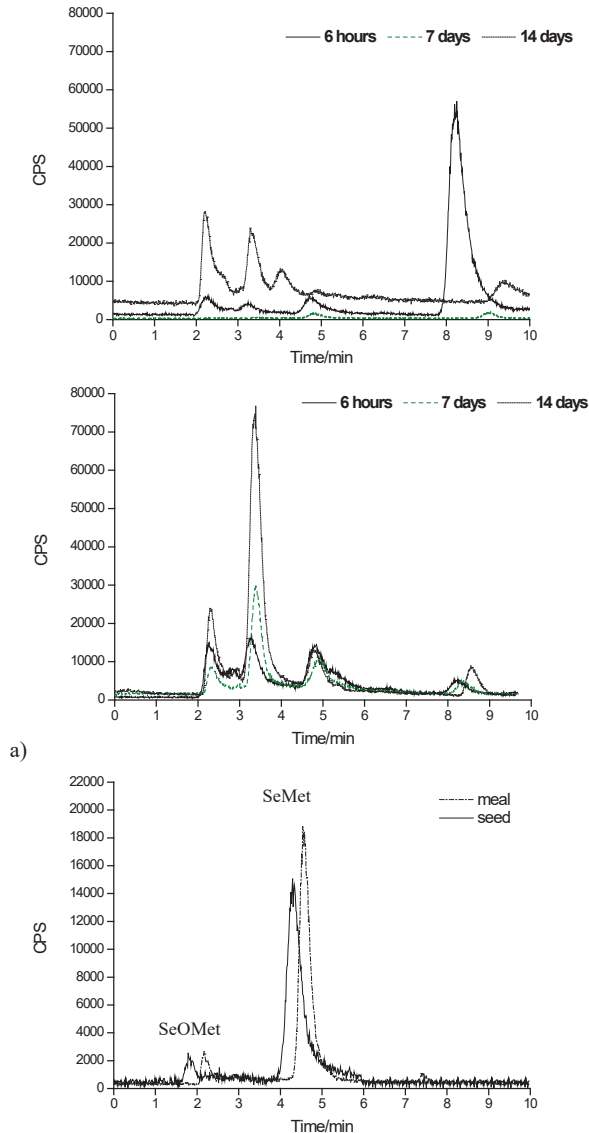 80000
6 hours 7 days 14 days
70000
60000
50000
40000
30000
20000
10000
0
CPS
0 1 2 3 4 5 6 7 8 9 10
Time/min
80000
6 hours 7 days 14 days
70000
60000
50000
40000
30000
20000
10000
0
CPS
0 1 2 3 4 5 6 7 8 9 10
Time/min
a)
22000
20000
18000
16000
14000
12000
10000
8000
6000
4000
2000
0
CPS
SeMet
meal
seed
SeOMet
0 1 2 3 4 5 6 7 8 9 10
Time/min